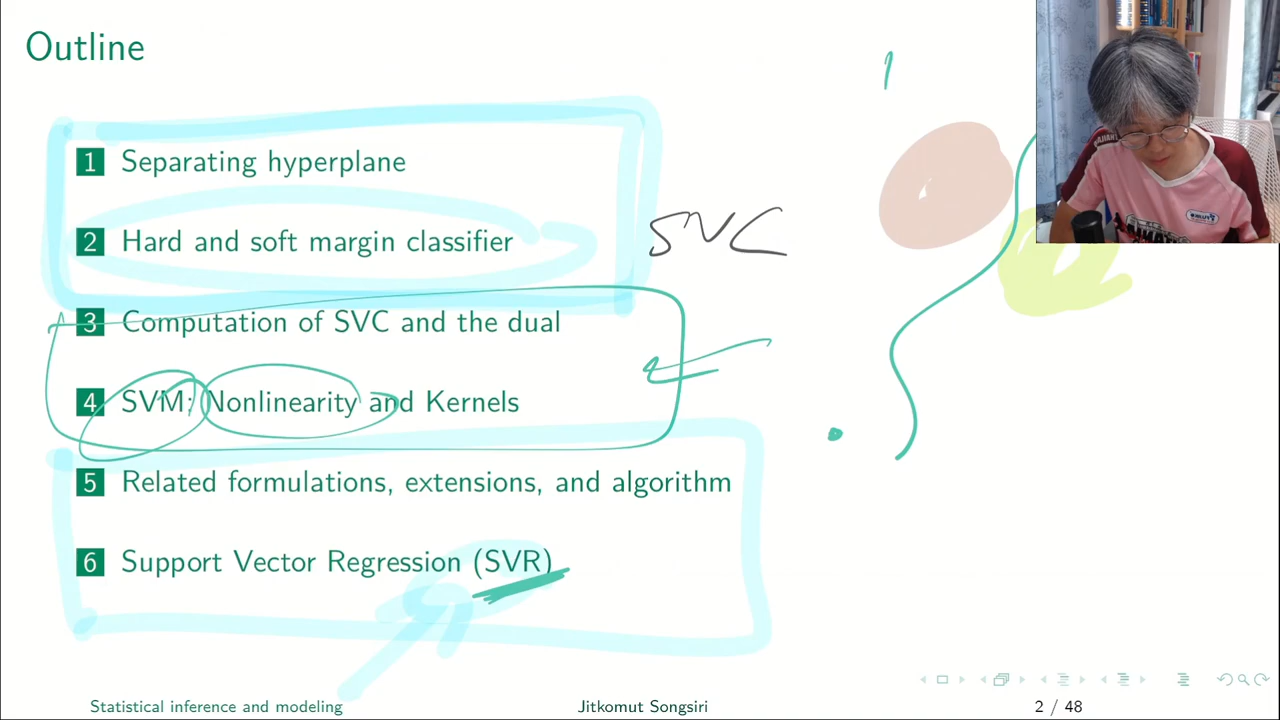 Outline
1 Separating hyperplane
2 Hard and soft margin classifier
SVC
3 Computation of SVC and the dual
4 SVM: Nonlinearity and Kernels
5 Related formulations, extensions, and algorithm
6 Support Vector Regression (SVR)
Statistical inference and modeling
Jitkomut Songsiri
2 / 48